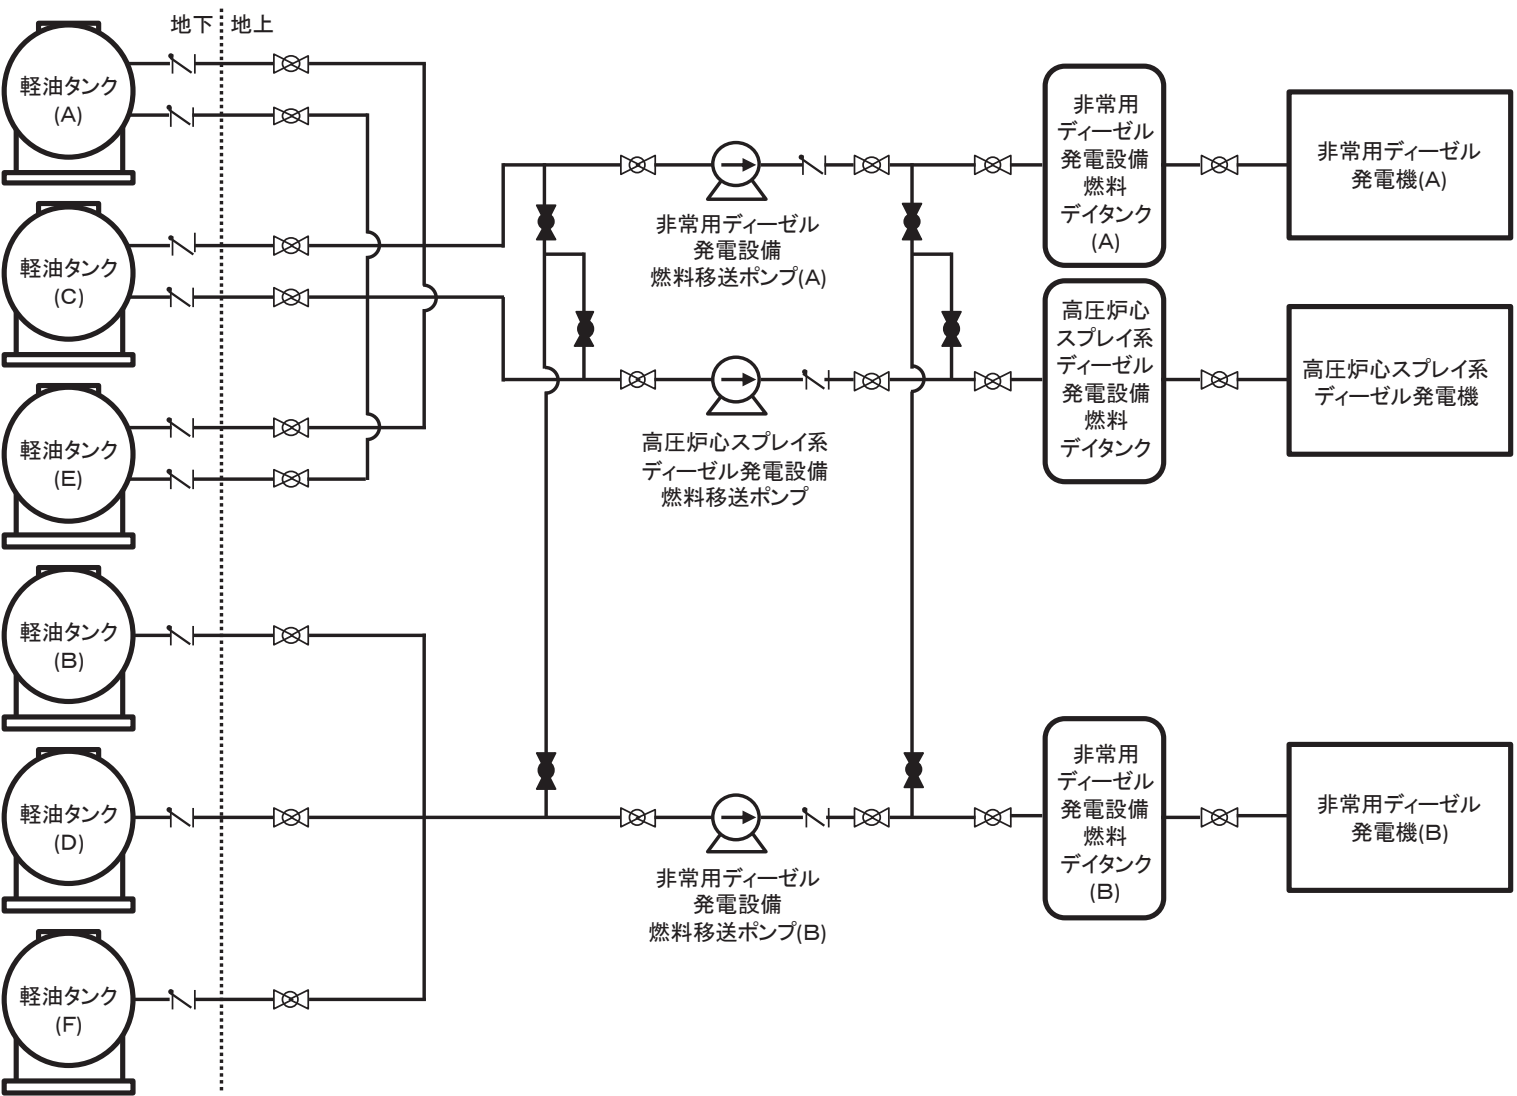 地下 地上
軽油タンク
(A)
軽油タンク
(C)
軽油タンク
(E)
軽油タンク
(B)
軽油タンク
(D)
軽油タンク
(F)
非常用ディーゼル
発電設備
燃料移送ポンプ(A)
高圧炉心スプレイ系
ディーゼル発電設備
燃料移送ポンプ
非常用ディーゼル
発電設備
燃料移送ポンプ(B)
非常用
ディーゼル
発電設備
燃料
デイタンク
(A)
高圧炉心
スプレイ系
ディーゼル
発電設備
燃料
デイタンク
非常用
ディーゼル
発電設備
燃料
デイタンク
(B)
非常用ディーゼル
発電機(A)
高圧炉心スプレイ系
ディーゼル発電機
非常用ディーゼル
発電機(B)